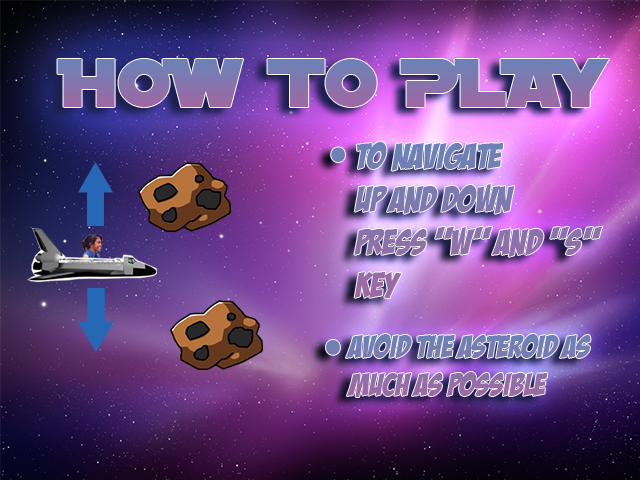 HOW TO PLAY
• TO NAVIGATE
UP AND DOWN
PRESS "W" AND "S"
KEY
• AVOID THE ASTEROID AS
MUCH AS POSSIBLE